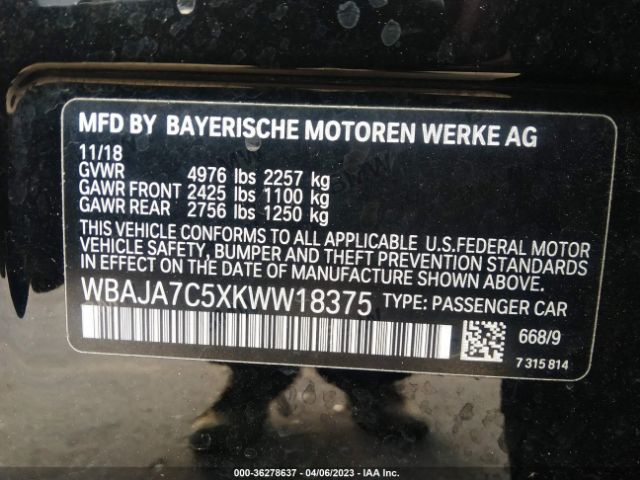 MFD BY BAYERISCHE MOTOREN WERKE AG
11/18
GVWR 4976 lbs 2257 kg
GAWR FRONT 2425 lbs 1100 kg
GAWR REAR 2756 lbs 1250 kg
THIS VEHICLE CONFORMS TO ALL APPLICABLE U.S.FEDERAL MOTOR
VEHICLE SAFETY, BUMPER AND THEFT PREVENTION STANDARDS IN
EFFECT ON THE DATE OF MANUFACTURE SHOWN ABOVE.
WBAJA7C5XKWW18375 TYPE: PASSENGER CAR
668/9
7 315 814
000-36278637 - 04/06/2023 - IAA Inc.